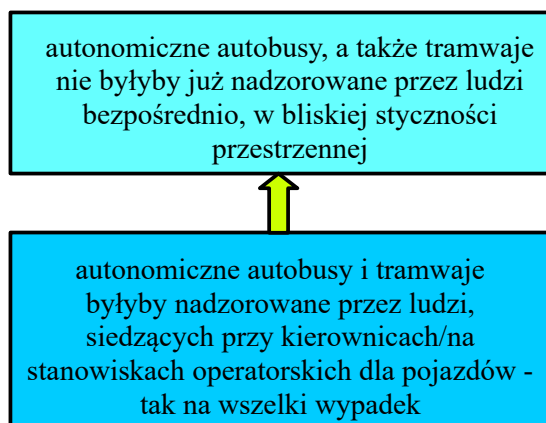 autonomiczne autobusy, a także tramwaje
nie byłyby już nadzorowane przez ludzi
bezpośrednio, w bliskiej styczności
przestrzennej
autonomiczne autobusy i tramwaje
byłyby nadzorowane przez ludzi,
siedzących przy kierownicach/na
stanowiskach operatorskich dla pojazdów -
tak na wszelki wypadek